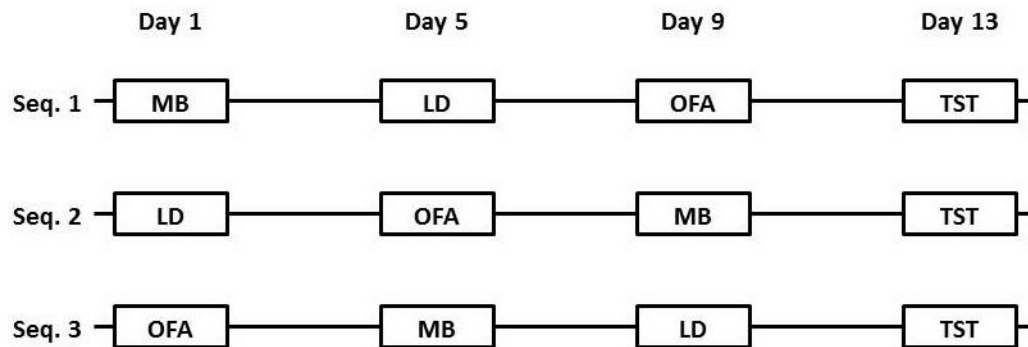 Day 1 Day 5 Day 9 Day 13
Seq. 1 MB LD OFA TST
Seq. 2 LD OFA MB TST
Seq. 3 OFA MB LD TST